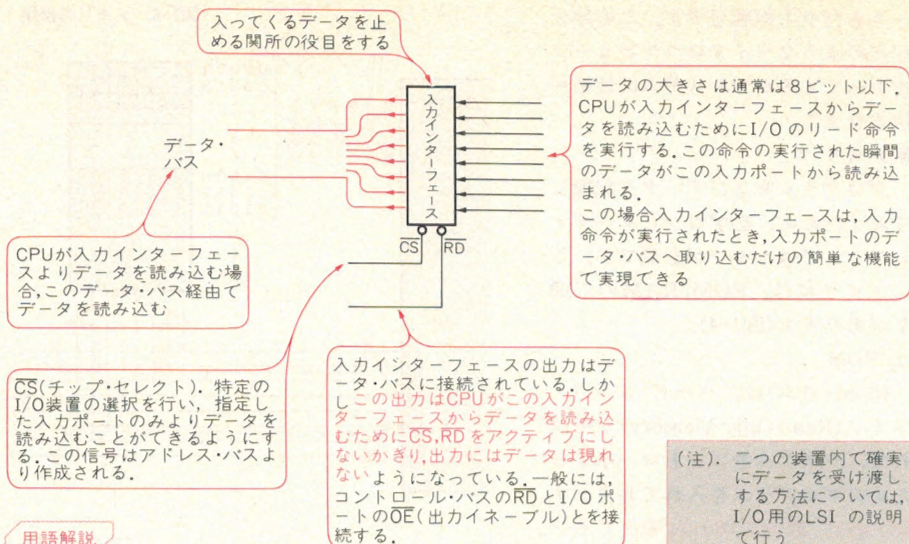 入ってくるデータを止
める関所の役目をする
データ・
バス
入力インターフェース
C̅S̅
R̅D̅
データの大きさは通常は8ビット以下.
CPUが入力インターフェースからデー
タを読み込むためにI/Oのリード命令
を実行する.この命令の実行された瞬間
のデータがこの入力ポートから読み込
まれる.
この場合入力インターフェースは,入力
命令が実行されたとき,入力ポートのデ
ータ・バスへ取り込むだけの簡単な機能
で実現できる
CPUが入力インターフェー
スよりデータを読み込む場
合,このデータ・バス経由で
データを読み込む
C̅S̅(チップ・セレクト). 特定の
I/O装置の選択を行い, 指定し
た入力ポートのみよりデータを
読み込むことができるようにす
る.この信号はアドレス・バスよ
り作成される.
入力インターフェースの出力はデ
ータ・バスに接続されている.しか
しこの出力はCPUがこの入力イン
ターフェースからデータを読み込
むためにC̅S̅,R̅D̅をアクティブにし
ないかぎり,出力にはデータは現れ
ないようになっている.一般には,
コントロール・バスのR̅D̅とI/Oポ
ートのO̅E̅(出力イネーブル)とを接
続する.
(注). 二つの装置内で確実
にデータを受け渡し
する方法については,
I/O用のLSI の説明
で行う
用語解説